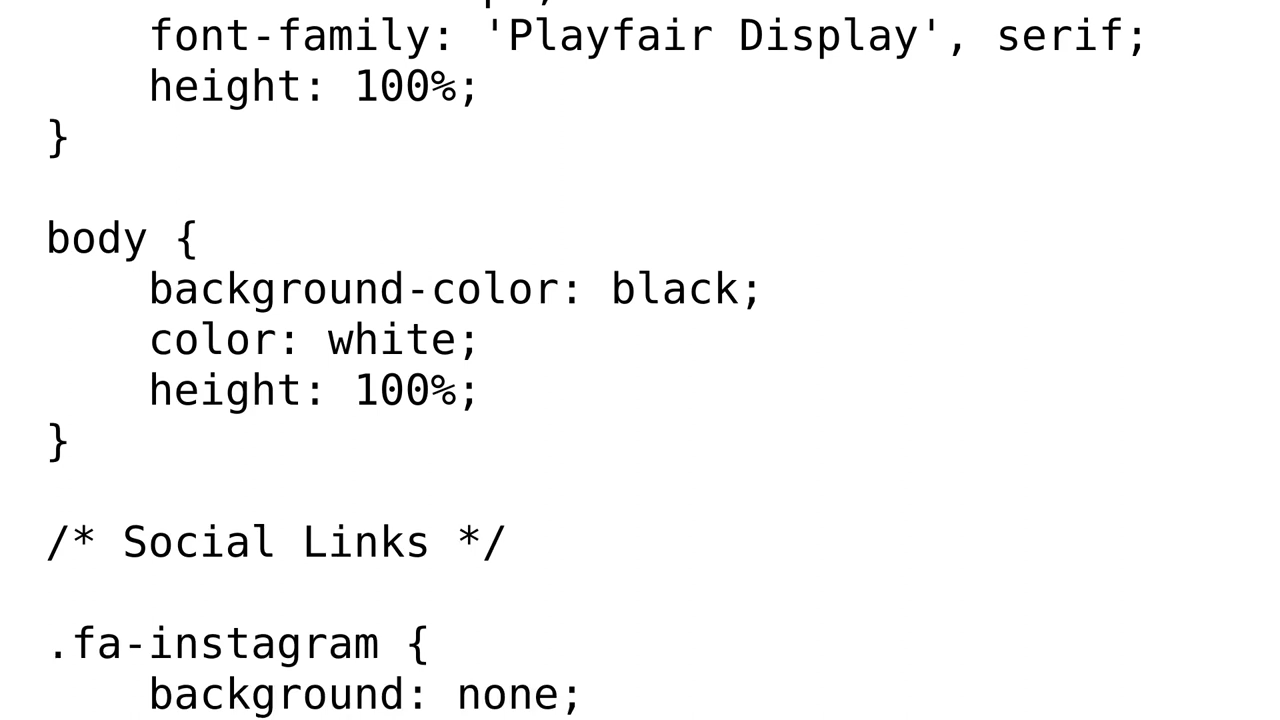 font-family: 'Playfair Display', serif;
    height: 100%;
}

body {
    background-color: black;
    color: white;
    height: 100%;
}

/* Social Links */

.fa-instagram {
    background: none;